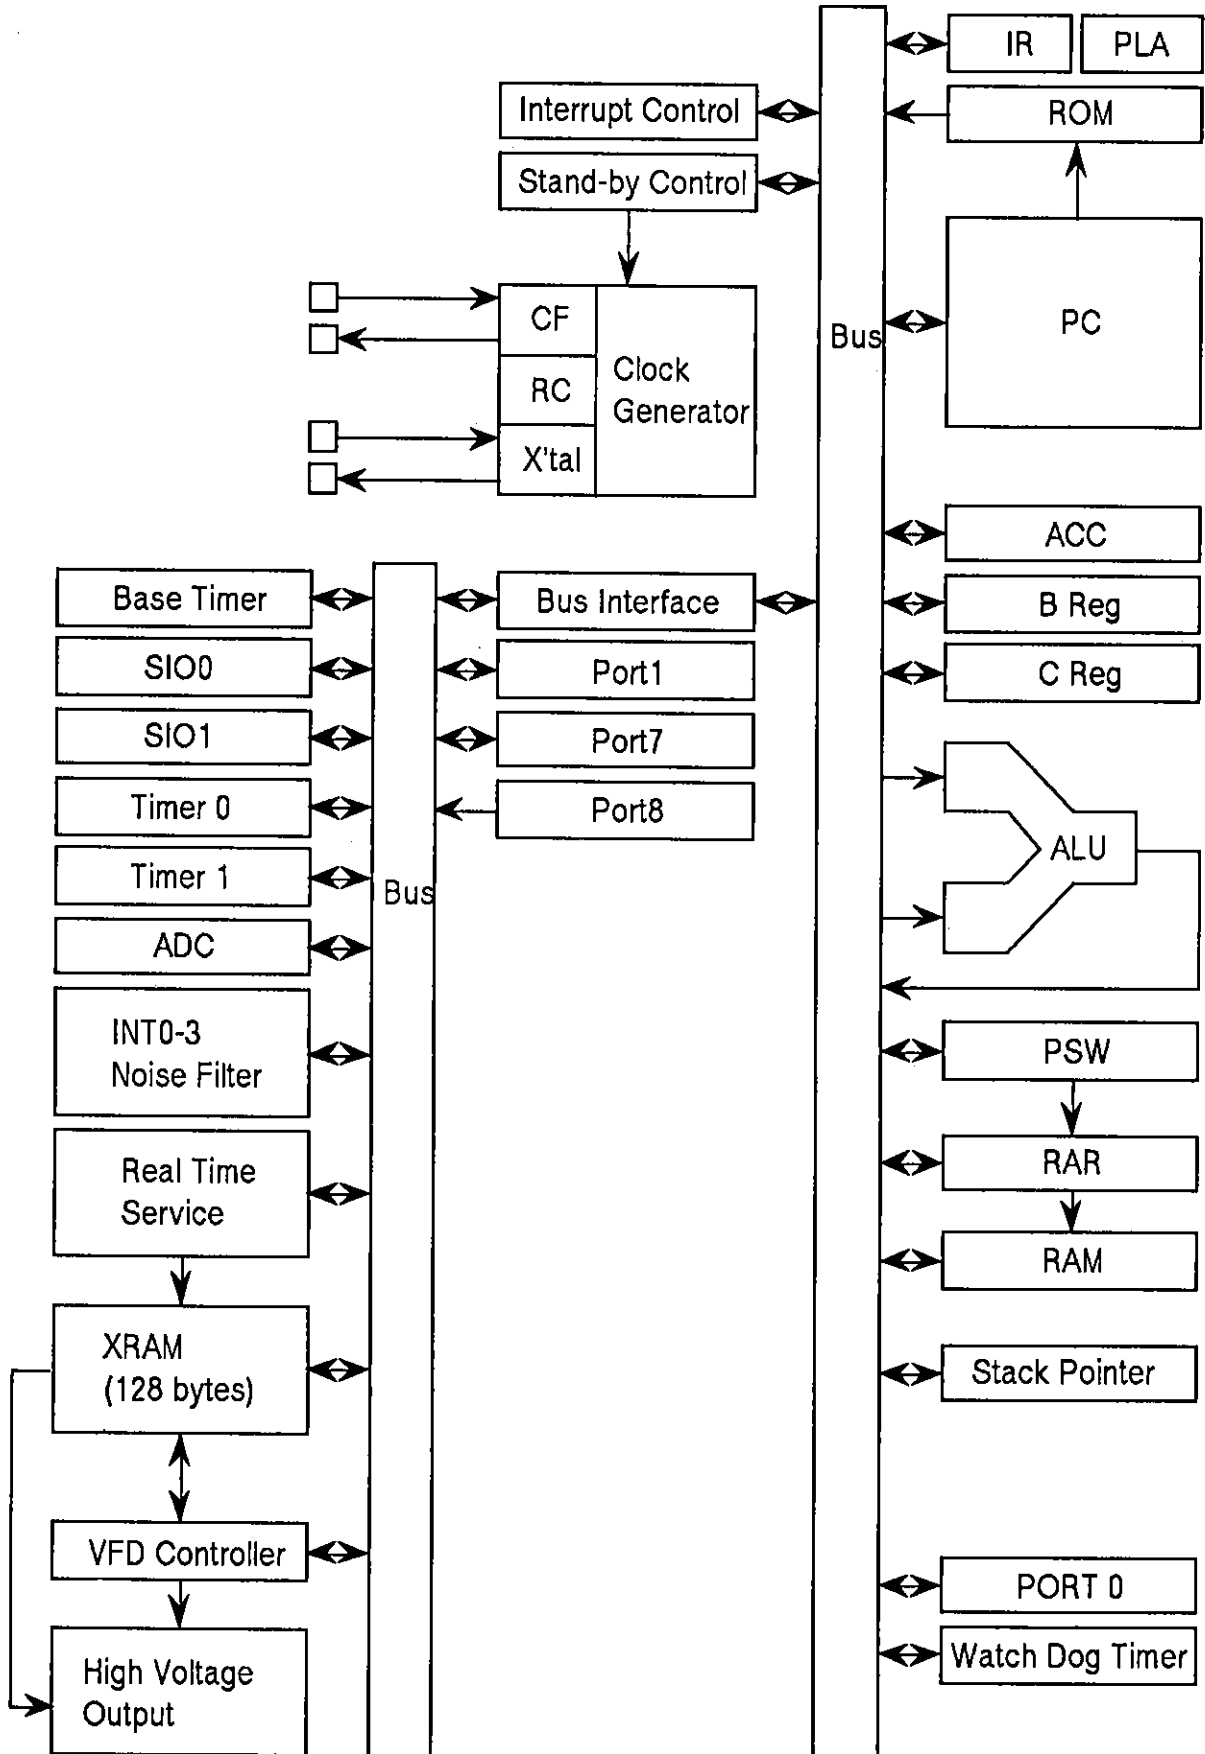 IR
PLA
Interrupt Control
ROM
Stand-by Control
CF
RC
X'tal
Clock
Generator
Bus
PC
ACC
Base Timer
Bus Interface
B Reg
SIO0
Port1
C Reg
SIO1
Port7
Timer 0
Port8
Timer 1
Bus
ALU
ADC
INT0-3
Noise Filter
PSW
Real Time
Service
RAR
RAM
XRAM
(128 bytes)
Stack Pointer
VFD Controller
PORT 0
High Voltage
Output
Watch Dog Timer